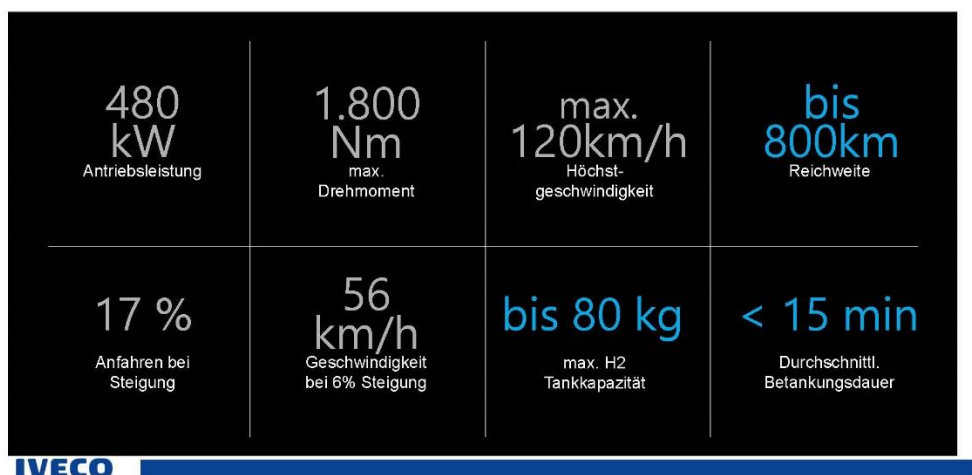 480
kW
Antriebsleistung
1.800
Nm
max.
Drehmoment
max.
120km/h
Höchst-
geschwindigkeit
bis
800km
Reichweite
17 %
Anfahren bei
Steigung
56
km/h
Geschwindigkeit
bei 6% Steigung
bis 80 kg
max. H2
Tankkapazität
< 15 min
Durchschnittl.
Betankungsdauer
IVECO